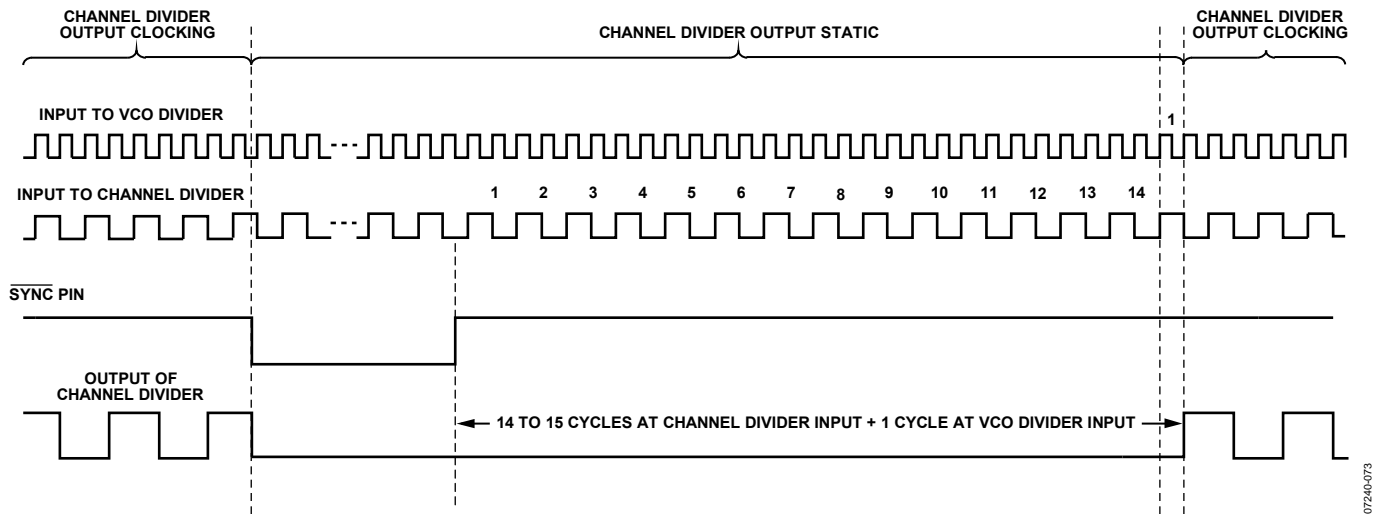 CHANNEL DIVIDER
OUTPUT CLOCKING
CHANNEL DIVIDER OUTPUT STATIC
CHANNEL DIVIDER
OUTPUT CLOCKING
INPUT TO VCO DIVIDER
1
INPUT TO CHANNEL DIVIDER
1 2 3 4 5 6 7 8 9 10 11 12 13 14
SYNC PIN
OUTPUT OF
CHANNEL DIVIDER
14 TO 15 CYCLES AT CHANNEL DIVIDER INPUT + 1 CYCLE AT VCO DIVIDER INPUT
07240-073